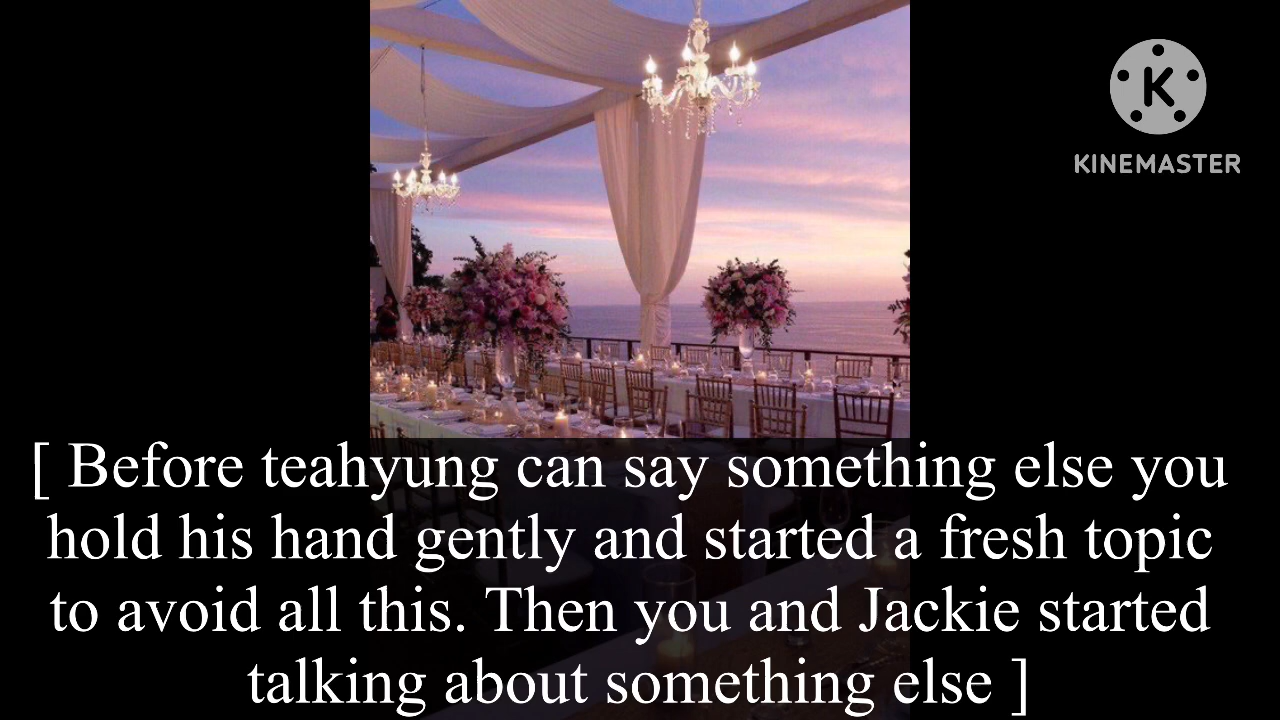 K
KINEMASTER
[ Before teahyung can say something else you
hold his hand gently and started a fresh topic
to avoid all this. Then you and Jackie started
talking about something else ]